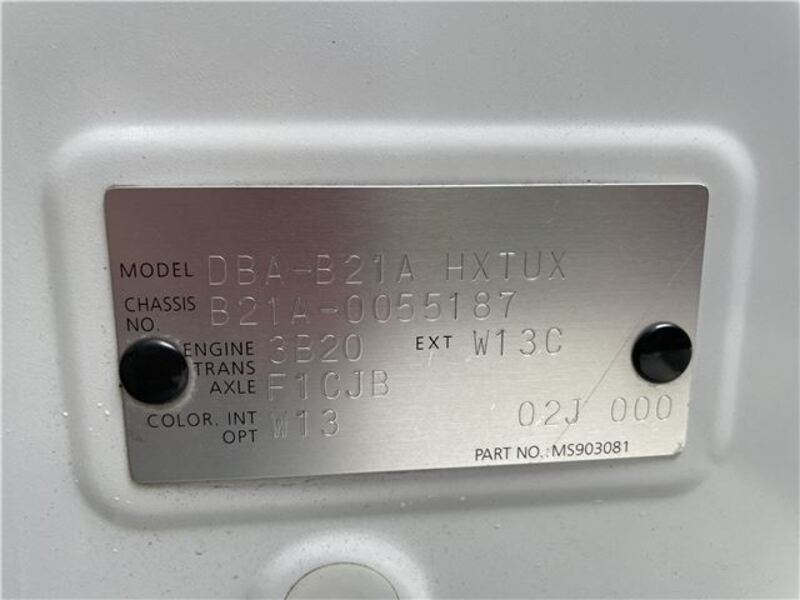 MODEL DBA-B21A HXTUX
CHASSIS NO. B21A-0055187
ENGINE 3B20 EXT W13C
TRANS AXLE F1CJB
COLOR. INT OPT W13 02J 000
PART NO.:MS903081